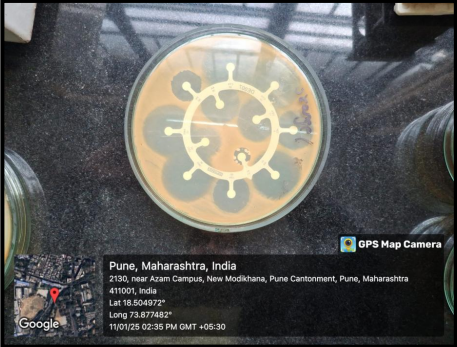 GPS Map Camera
Pune, Maharashtra, India
2130, near Azam Campus, New Modikhana, Pune Cantonment, Pune, Maharashtra
411001, India
Lat 18.504972°
Long 73.877482°
11/01/25 02:35 PM GMT +05:30
Google